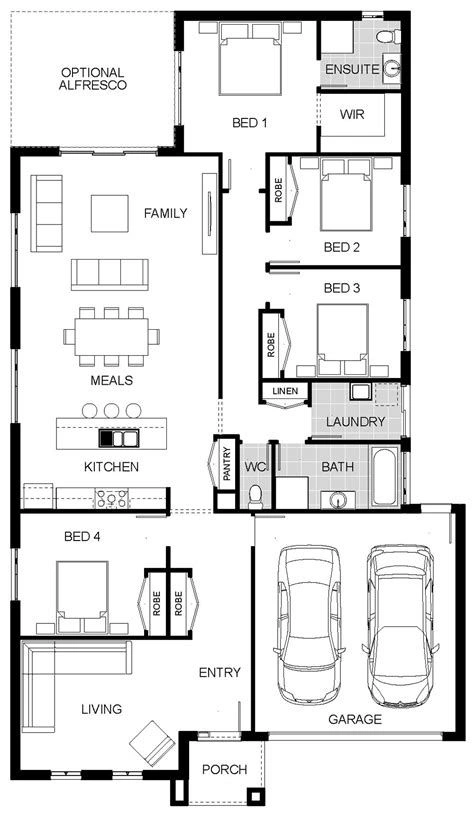 OPTIONAL
ALFRESCO
ENSUITE
BED 1
WIR
ROBE
FAMILY
BED 2
BED 3
ROBE
MEALS
LINEN
LAUNDRY
KITCHEN
PANTRY
WC
BATH
BED 4
ROBE
ROBE
ENTRY
LIVING
GARAGE
PORCH